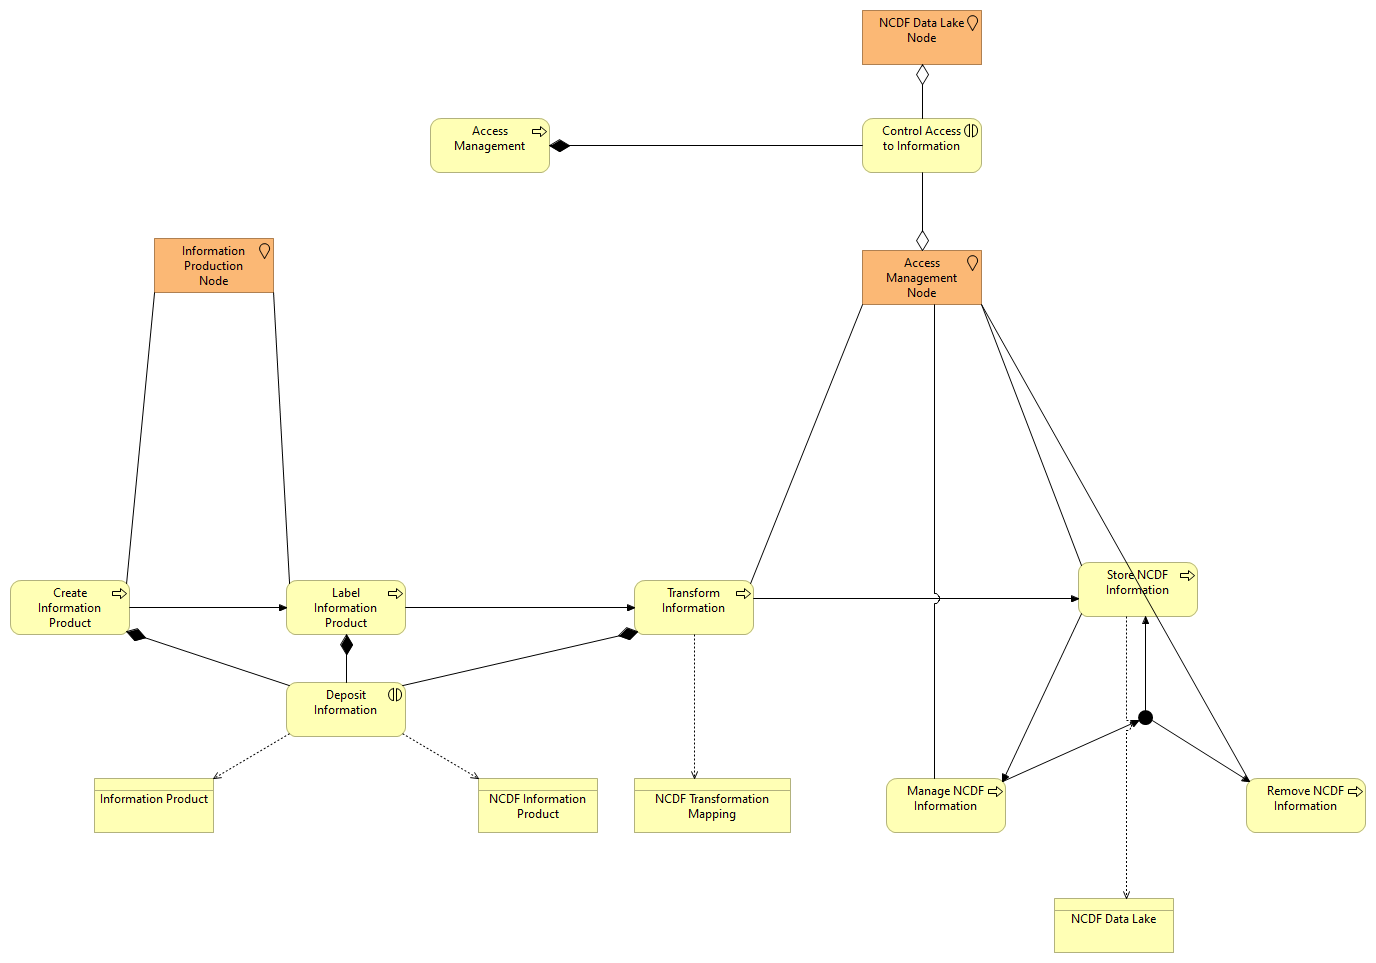 NCDF Data Lake
Node
Access
Management
Control Access
to Information
Information
Production
Node
Access
Management
Node
Create
Information
Product
Label
Information
Product
Transform
Information
Store NCDF
Information
Deposit
Information
Information Product
NCDF Information
Product
NCDF Transformation
Mapping
Manage NCDF
Information
Remove NCDF
Information
NCDF Data Lake